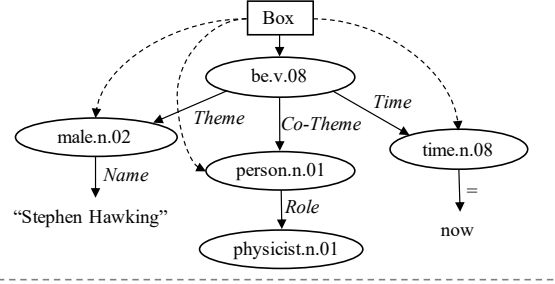 Box
be.v.08
Theme
Co-Theme
Time
male.n.02
person.n.01
time.n.08
Name
Role
=
“Stephen Hawking”
now
physicist.n.01